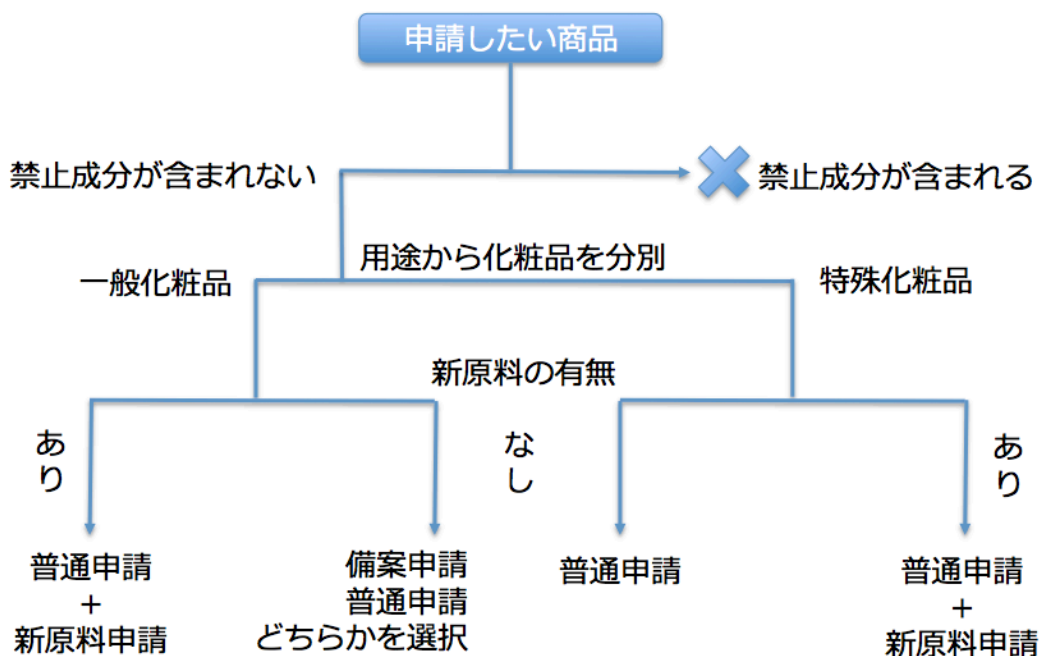 申請したい商品
禁止成分が含まれない
禁止成分が含まれる
用途から化粧品を分別
一般化粧品
特殊化粧品
新原料の有無
あり
なし
あり
普通申請
+
新原料申請
備案申請
普通申請
どちらかを選択
普通申請
普通申請
+
新原料申請